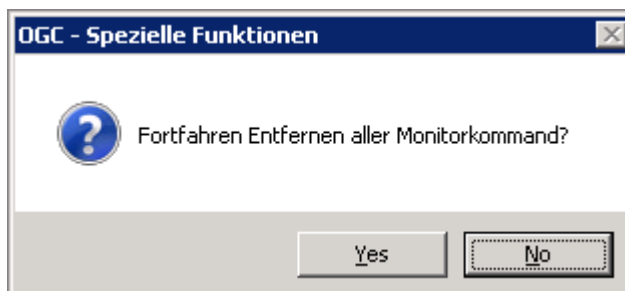 OGC - Spezielle Funktionen
Fortfahren Entfernen aller Monitorkommand?
Yes
No